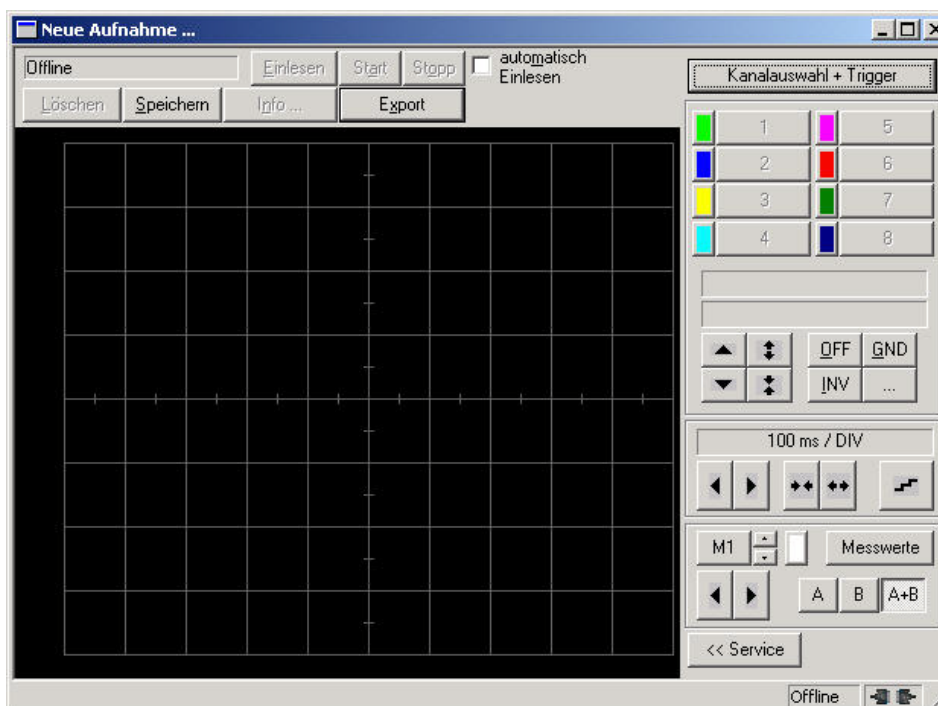 Neue Aufnahme ...
Offline Einlesen Start Stopp automatisch
Einlesen
Löschen Speichern Info ... Export
Kanalauswahl + Trigger
1 5
2 6
3 7
4 8
OFF GND
INV ...
100 ms / DIV
M1 Messwerte
A B A+B
<< Service
Offline